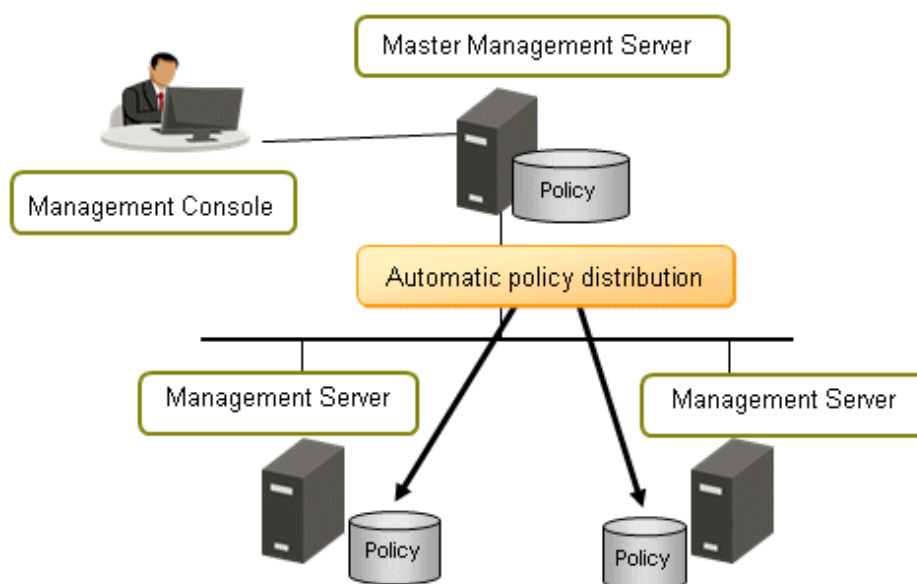 Master Management Server
Management Console
Policy
Automatic policy distribution
Management Server
Management Server
Policy
Policy